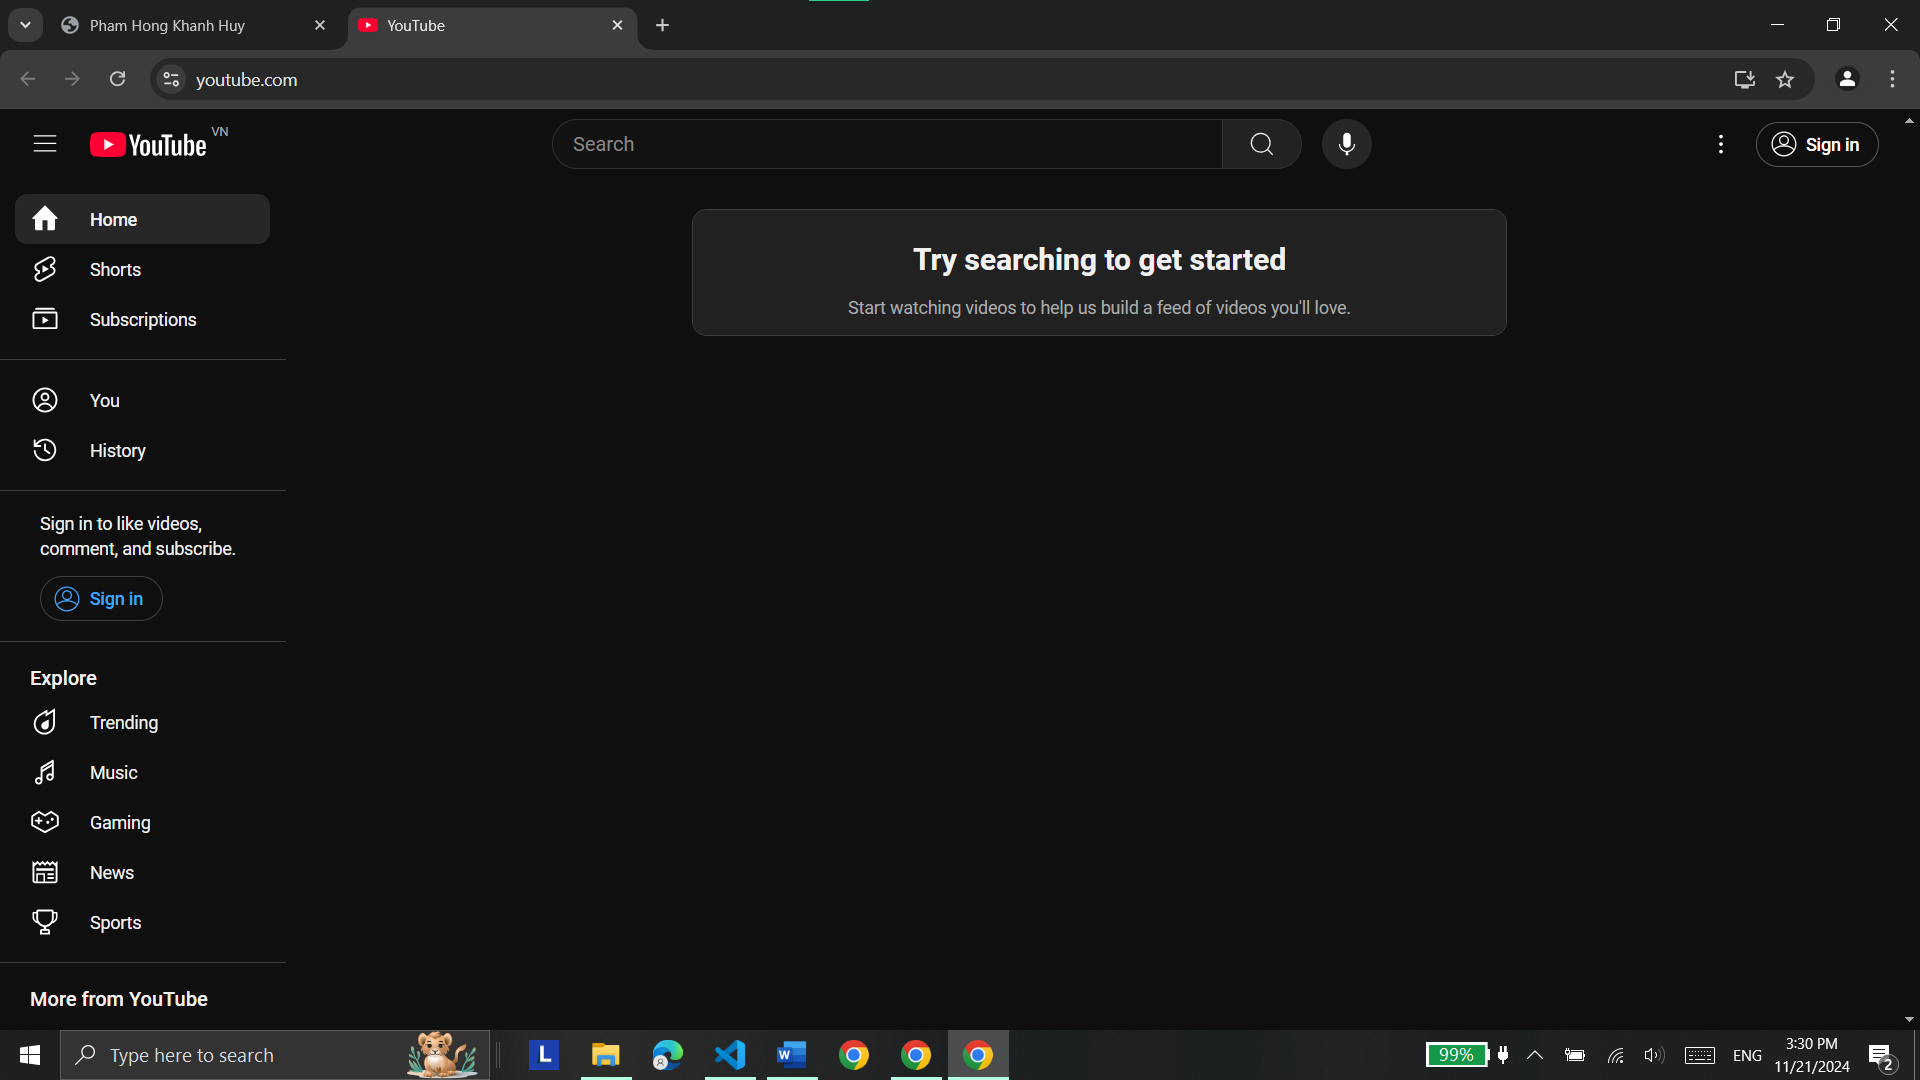 Pham Hong Khanh Huy
YouTube
youtube.com
YouTube VN
Search
Sign in
Home
Shorts
Subscriptions
Try searching to get started
Start watching videos to help us build a feed of videos you'll love.
You
History
Sign in to like videos,
comment, and subscribe.
Sign in
Explore
Trending
Music
Gaming
News
Sports
More from YouTube
Type here to search
L
W
99%
ENG
3:30 PM
11/21/2024
2